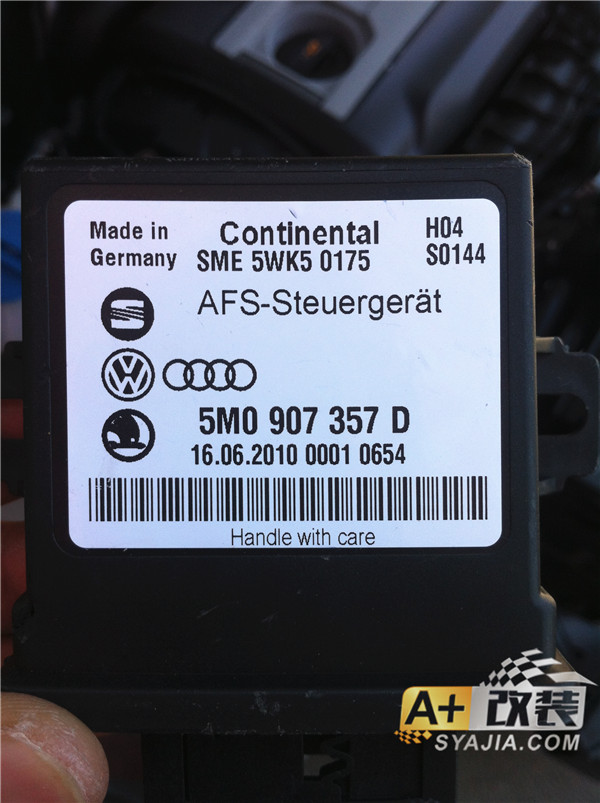 Made in Germany
Continental
SME 5WK5 0175
H04
S0144
AFS-Steuergerät
5M0 907 357 D
16.06.2010 0001 0654
Handle with care
A+ 改装
SYAJIA.COM